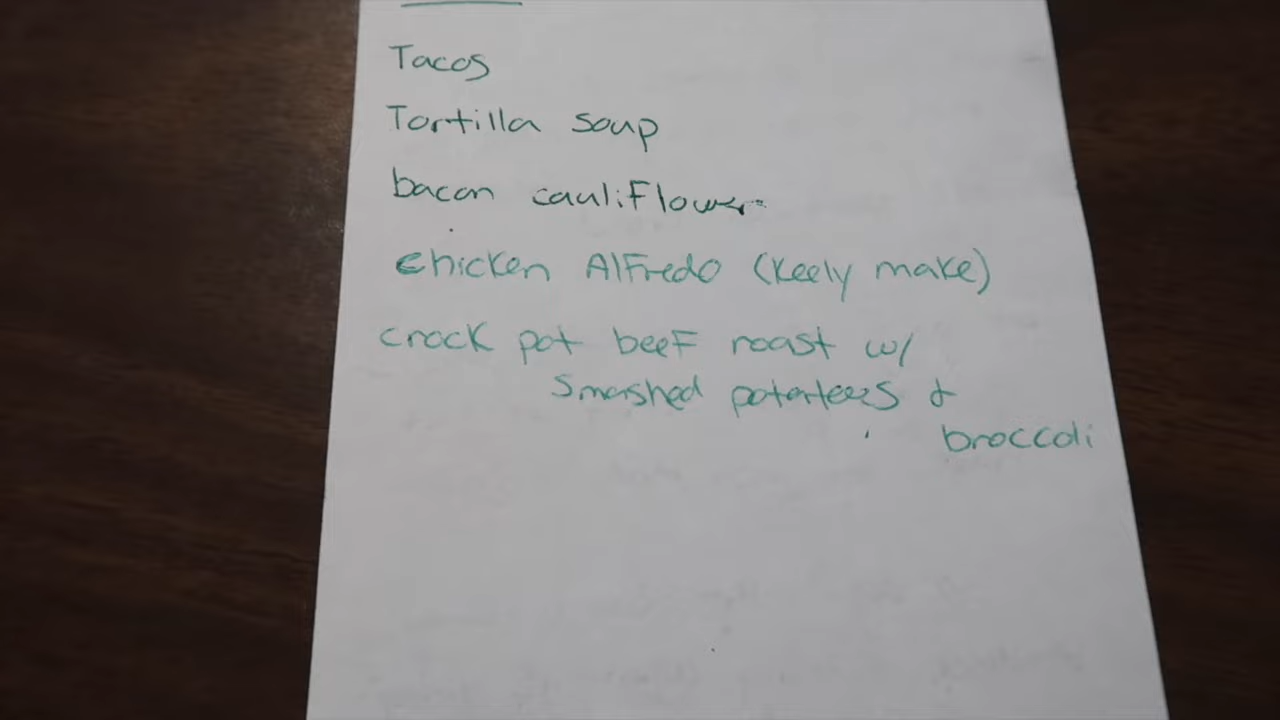 Tacos
Tortilla soup
bacon cauliflower
chicken Alfredo (Keely make)
crock pot beef roast w/
smashed potatoes &
broccoli